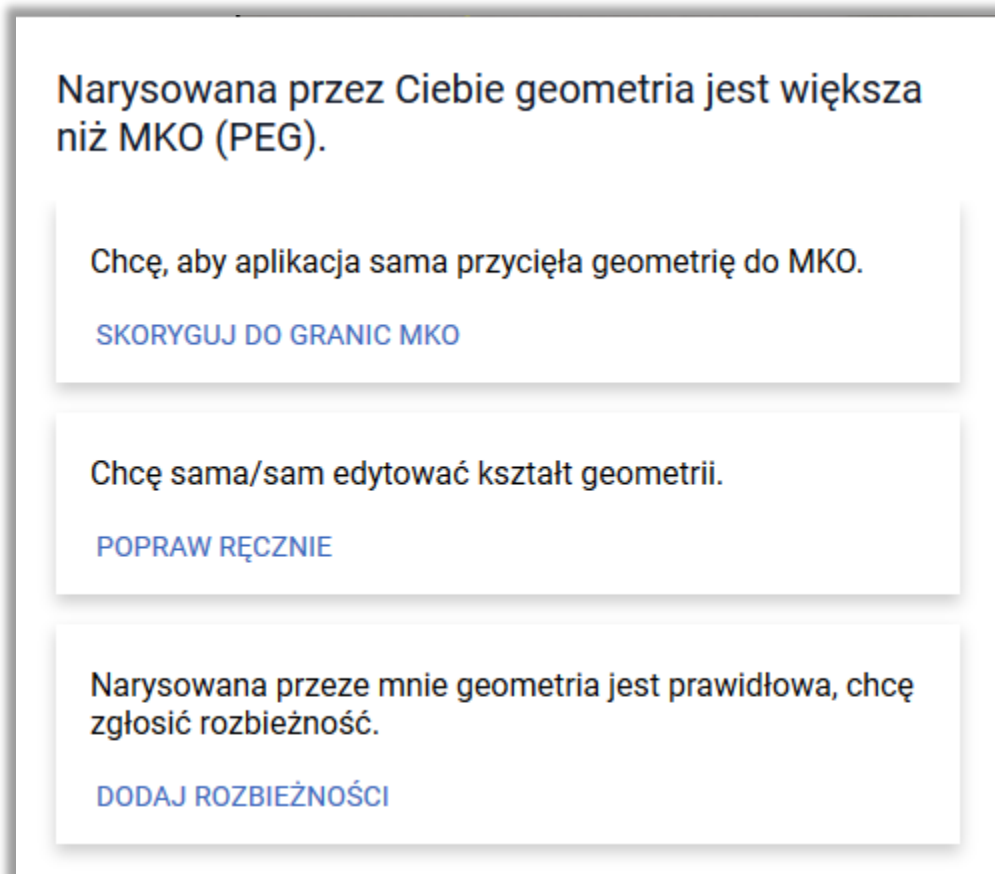 Narysowana przez Ciebie geometria jest większa
niż MKO (PEG).
Chcę, aby aplikacja sama przycięła geometrię do MKO.
SKORYGUJ DO GRANIC MKO
Chcę sama/sam edytować kształt geometrii.
POPRAW RĘCZNIE
Narysowana przeze mnie geometria jest prawidłowa, chcę
zgłosić rozbieżność.
DODAJ ROZBIEŻNOŚCI